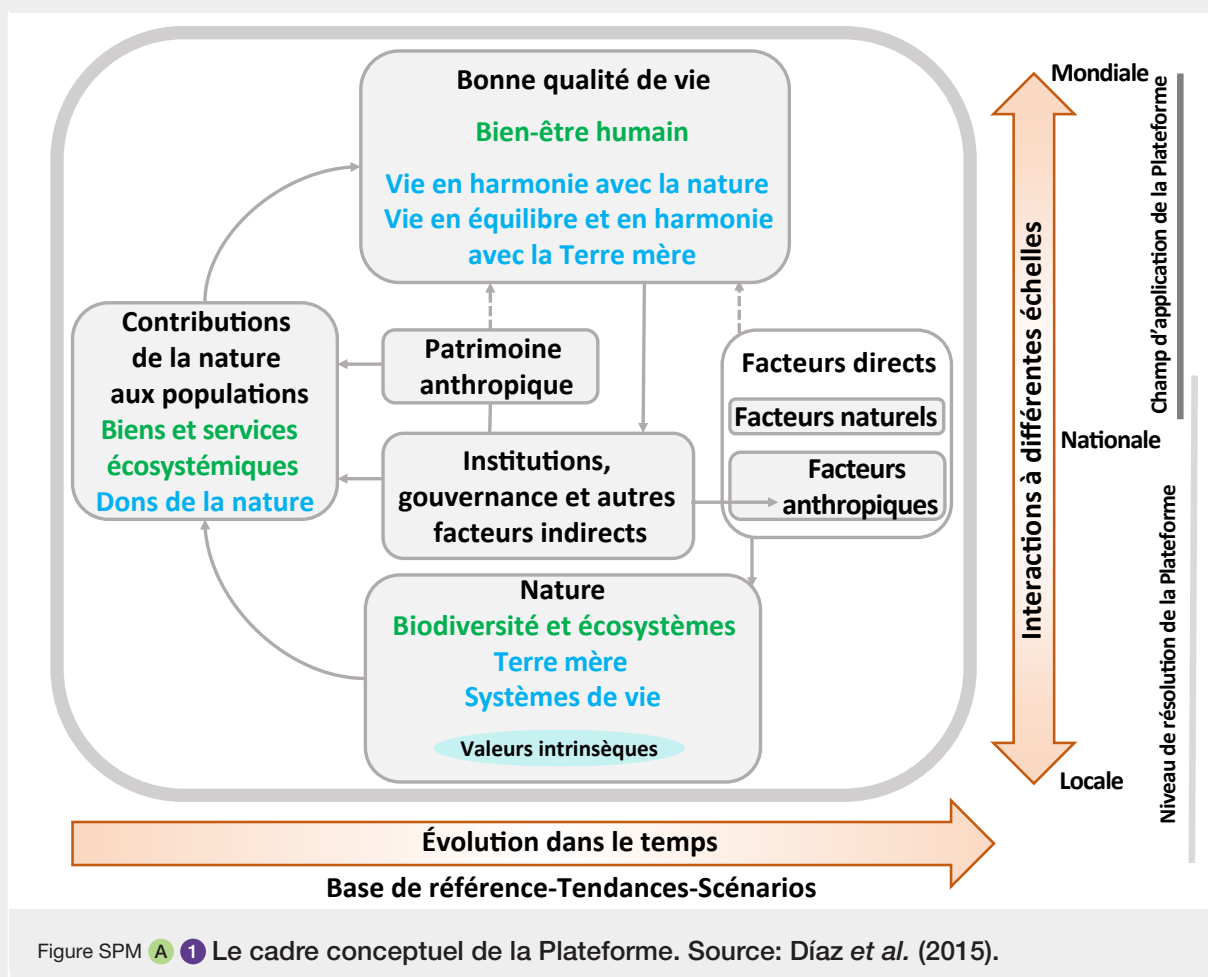 Bonne qualité de vie
Bien-être humain
Vie en harmonie avec la nature
Vie en équilibre et en harmonie
avec la Terre mère
Contributions
de la nature
aux populations
Biens et services
écosystémiques
Dons de la nature
Patrimoine
anthropique
Institutions,
gouvernance et autres
facteurs indirects
Facteurs directs
Facteurs naturels
Facteurs
anthropiques
Nature
Biodiversité et écosystèmes
Terre mère
Systèmes de vie
Valeurs intrinsèques
Mondiale
Nationale
Locale
Interactions à différentes échelles
Champ d'application de la Plateforme
Niveau de résolution de la Plateforme
Évolution dans le temps
Base de référence-Tendances-Scénarios
Figure SPM A 1 Le cadre conceptuel de la Plateforme. Source: Díaz et al. (2015).